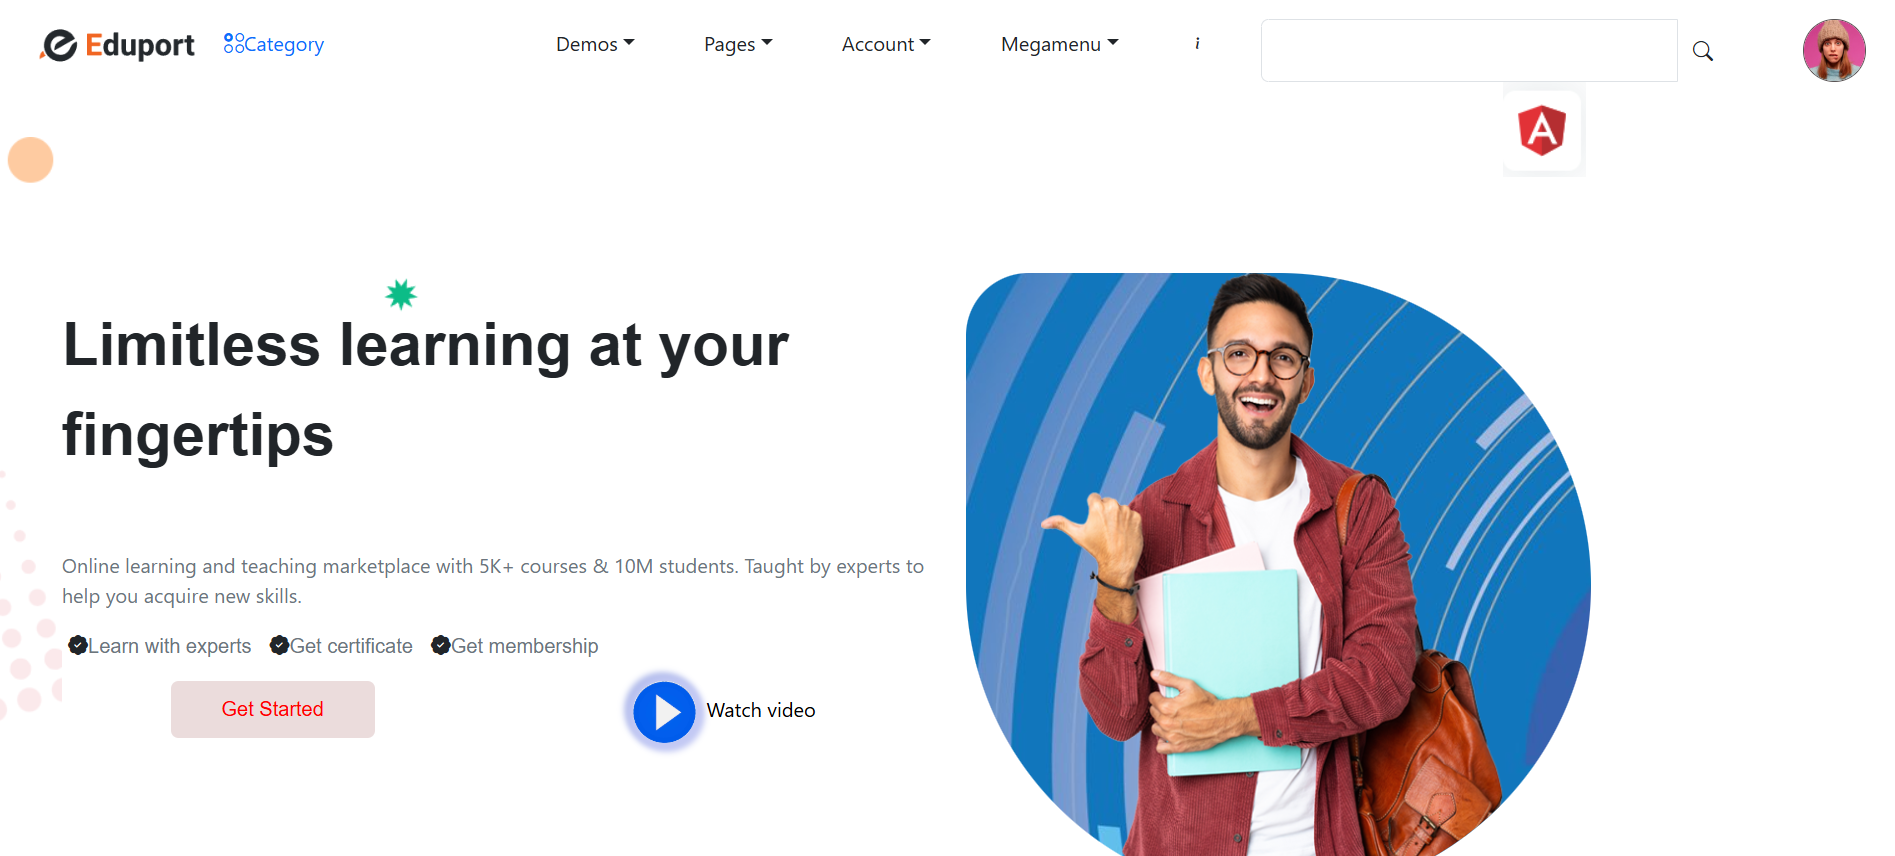 Eduport Category Demos Pages Account Megamenu i
A
Limitless learning at your
fingertips
Online learning and teaching marketplace with 5K+ courses & 10M students. Taught by experts to
help you acquire new skills.
Learn with experts Get certificate Get membership
Get Started Watch video